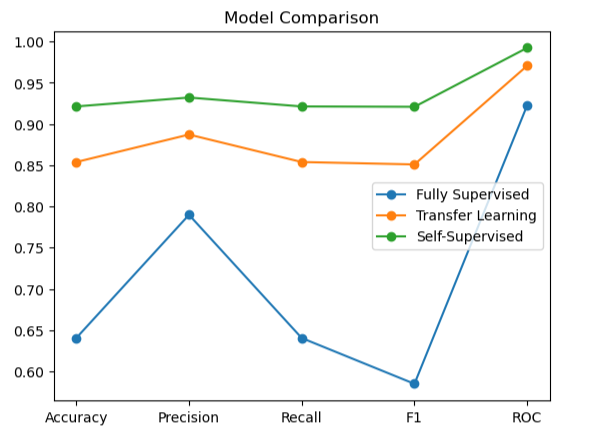 Model Comparison
1.00
0.95
0.90
0.85
0.80
0.75
0.70
0.65
0.60
Fully Supervised
Transfer Learning
Self-Supervised
Accuracy Precision Recall F1 ROC